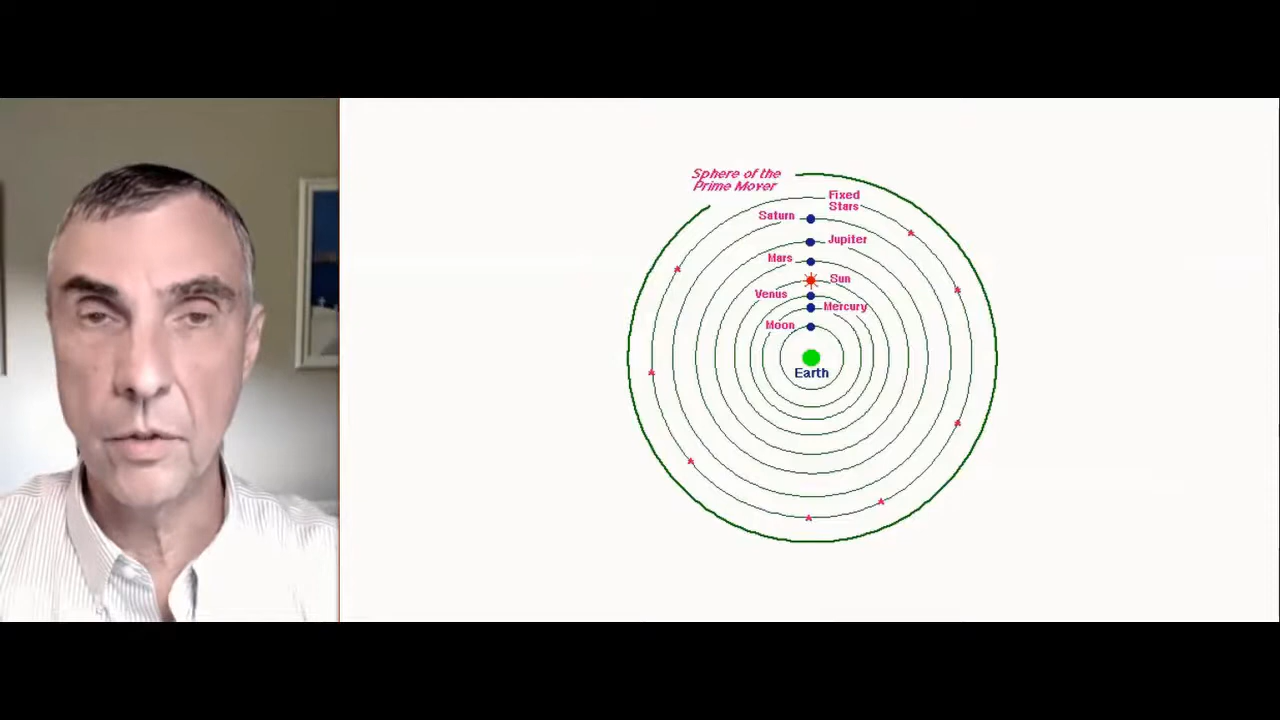 Sphere of the
Prime Mover
Fixed
Stars
Saturn
Jupiter
Mars
Sun
Venus
Mercury
Moon
Earth